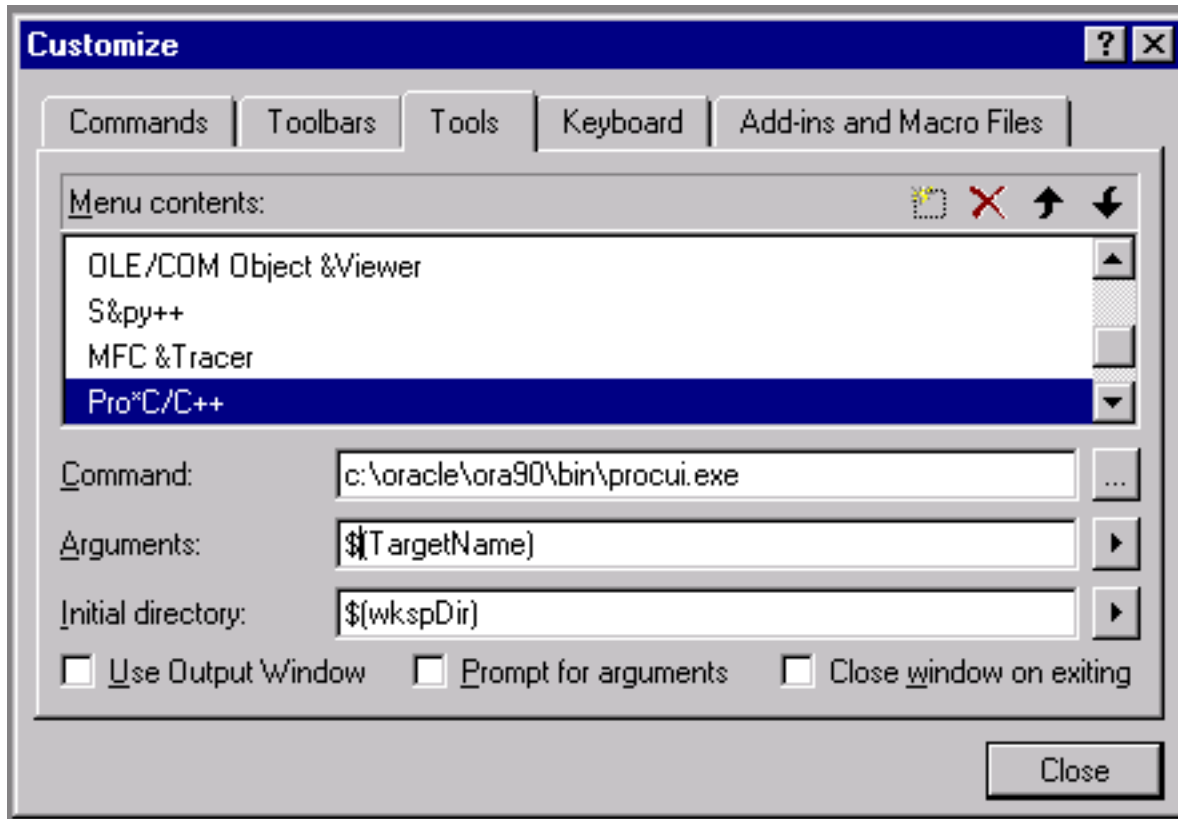 Customize
Commands Toolbars Tools Keyboard Add-ins and Macro Files
Menu contents:
OLE/COM Object &Viewer
S&py++
MFC &Tracer
Pro*C/C++
Command: c:\oracle\ora90\bin\procui.exe ...
Arguments: $(TargetName)
Initial directory: $(wkspDir)
Use Output Window Prompt for arguments Close window on exiting
Close